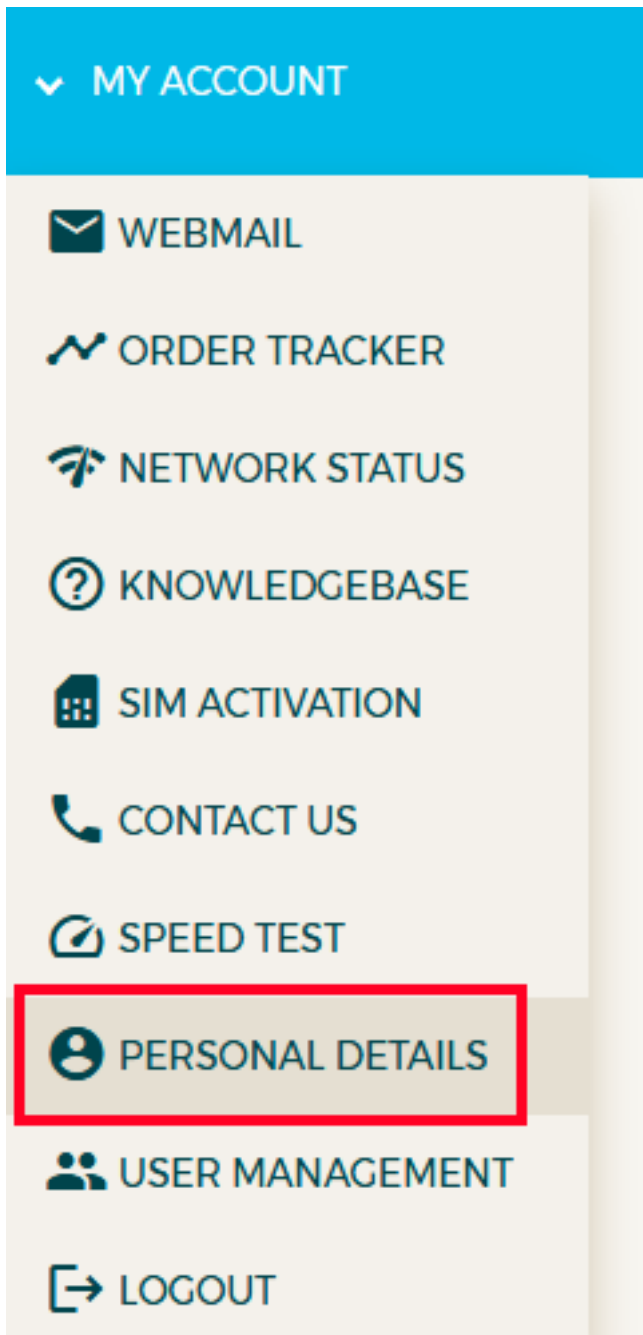 MY ACCOUNT
WEBMAIL
ORDER TRACKER
NETWORK STATUS
KNOWLEDGEBASE
SIM ACTIVATION
CONTACT US
SPEED TEST
PERSONAL DETAILS
USER MANAGEMENT
LOGOUT